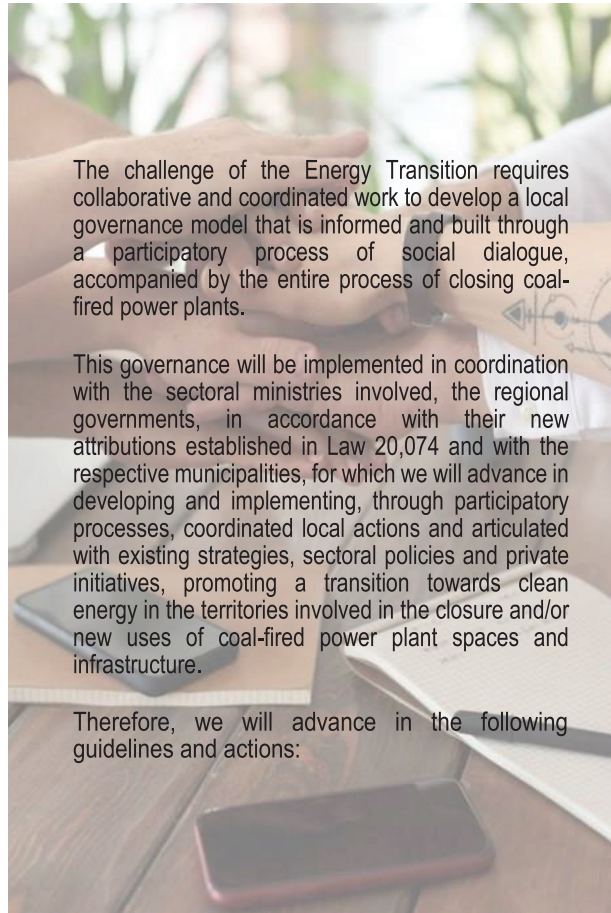 The challenge of the Energy Transition requires
collaborative and coordinated work to develop a local
governance model that is informed and built through
a participatory process of social dialogue,
accompanied by the entire process of closing coal-
fired power plants.
This governance will be implemented in coordination
with the sectoral ministries involved, the regional
governments, in accordance with their new
attributions established in Law 20,074 and with the
respective municipalities, for which we will advance in
developing and implementing, through participatory
processes, coordinated local actions and articulated
with existing strategies, sectoral policies and private
initiatives, promoting a transition towards clean
energy in the territories involved in the closure and/or
new uses of coal-fired power plant spaces and
infrastructure.
Therefore, we will advance in the following
guidelines and actions: